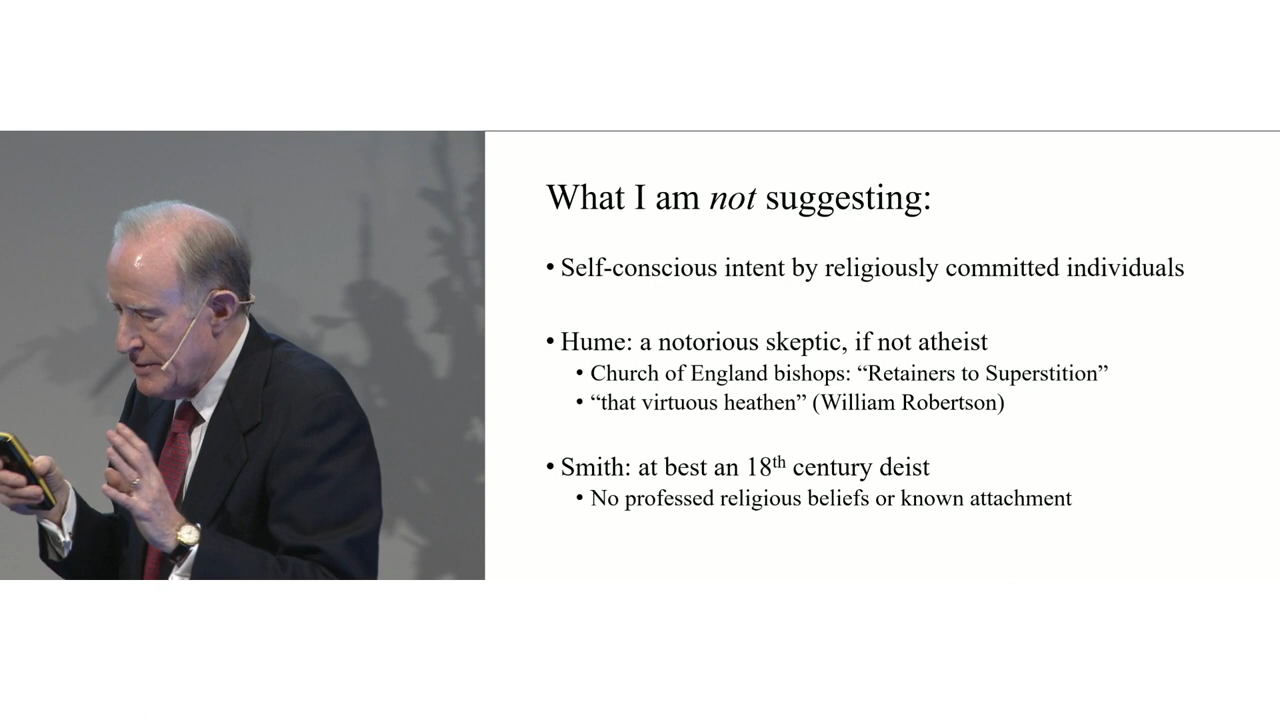 What I am not suggesting:
• Self-conscious intent by religiously committed individuals
• Hume: a notorious skeptic, if not atheist
• Church of England bishops: “Retainers to Superstition”
• “that virtuous heathen” (William Robertson)
• Smith: at best an 18th century deist
• No professed religious beliefs or known attachment